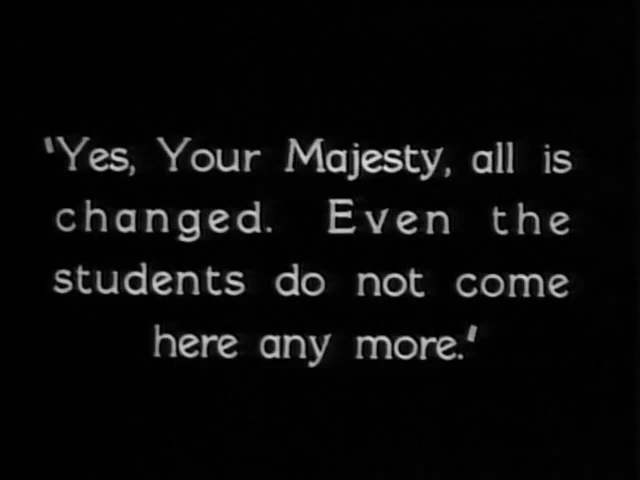 'Yes, Your Majesty, all is
changed. Even the
students do not come
here any more.'